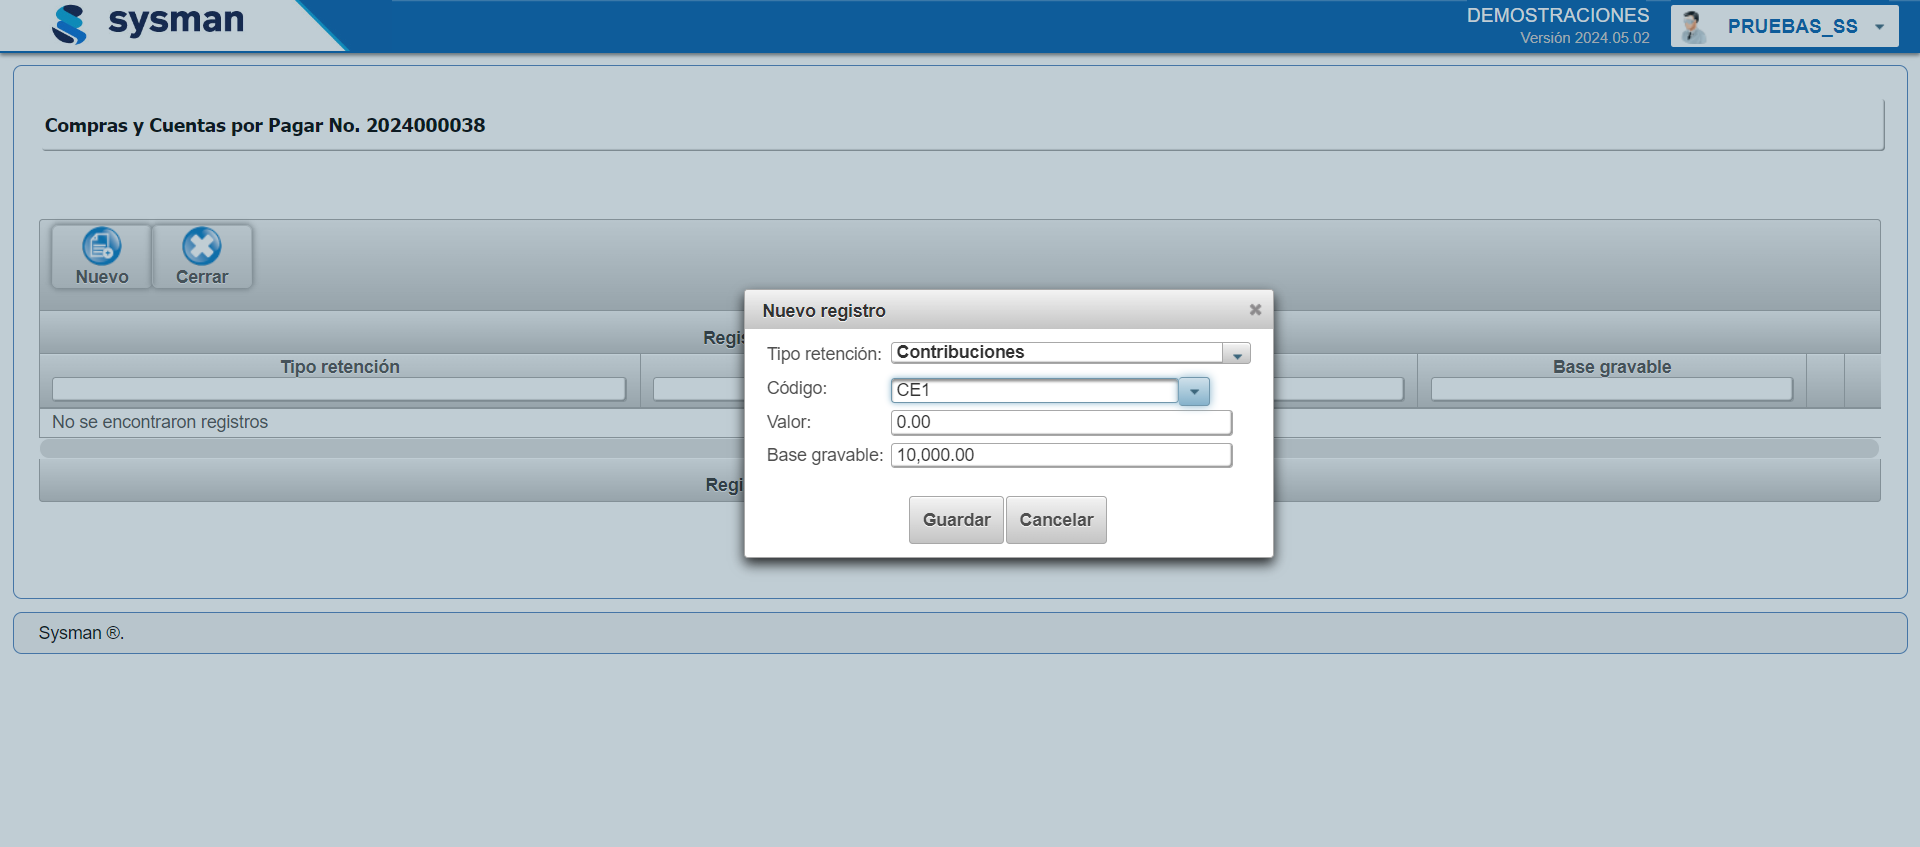 sysman
DEMOSTRACIONES
Versión 2024.05.02
PRUEBAS_SS
Compras y Cuentas por Pagar No. 2024000038
Nuevo
Cerrar
Nuevo registro
Tipo retención: Contribuciones
Código: CE1
Valor: 0.00
Base gravable: 10,000.00
Guardar
Cancelar
Tipo retención
Base gravable
No se encontraron registros
Sysman ®.